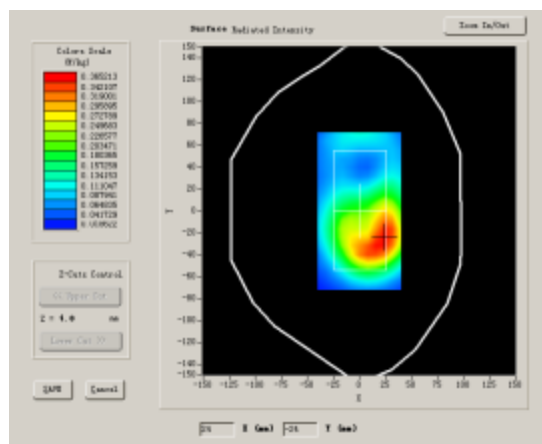 Surface Radiated Intensity
Zoom In/Out
Colors Scale
(W/kg)
0.365213
0.342107
0.319001
0.295895
0.272789
0.249683
0.226577
0.203471
0.180365
0.157259
0.134153
0.111047
0.087941
0.064835
0.041729
0.018622
Z-Cuts Control
<< Upper Cut
Z = 4.0 mm
Lower Cut >>
SAVE Cancel
150
140
120
100
80
60
40
20
Y 0
-20
-40
-60
-80
-100
-120
-140
-150
-150 -125 -100 -75 -50 -25 0 25 50 75 100 125 150
X
X (mm) Y (mm)